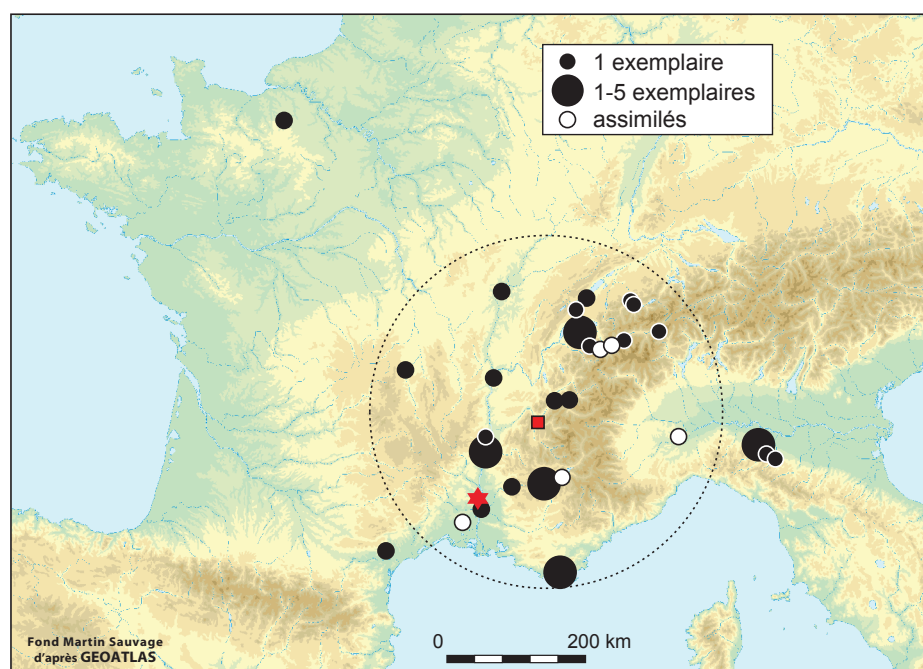 1 exemplaire
1-5 exemplaires
assimilés
Fond Martin Sauvage
d'après GEOATLAS
0 200 km